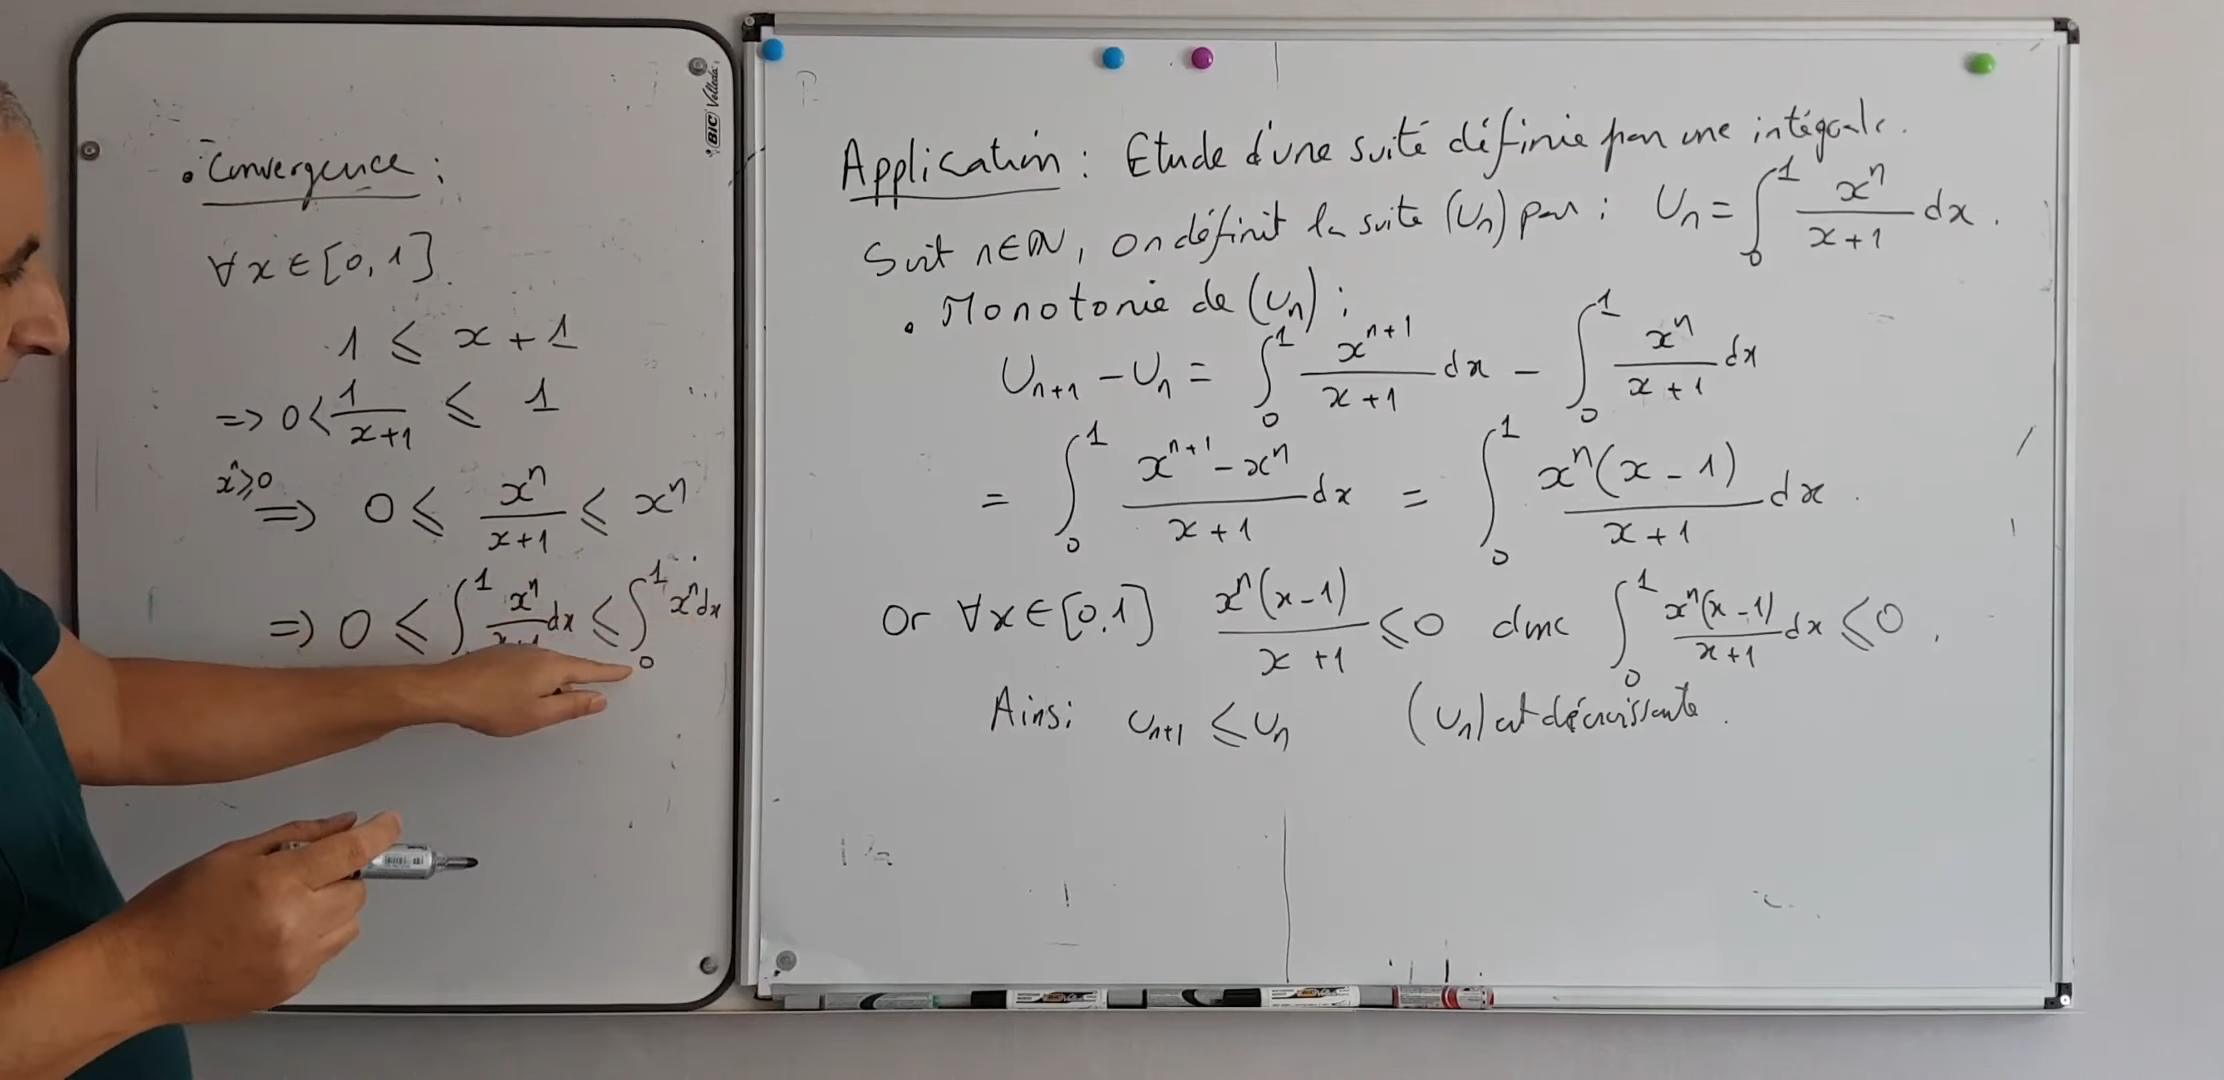 BIC Velleda
• Convergence :
∀x ∈ [0,1]
1 ⩽ x + 1
=> 0 < 1/(x+1) ⩽ 1
xⁿ⩾0 => 0 ⩽ xⁿ/(x+1) ⩽ xⁿ
=> 0 ⩽ ∫ ¹ xⁿ/(x+1) dx ⩽ ∫₀¹ xⁿdx
Application : Etude d'une suite définie par une intégrale.
Soit n∈ℕ, on définit la suite (Un) par : Un = ∫₀¹ xⁿ/(x+1) dx.
• Monotonie de (Un) :
Un+1 – Un = ∫₀¹ xⁿ⁺¹/(x+1) dx – ∫₀¹ xⁿ/(x+1) dx
= ∫₀¹ (xⁿ⁺¹ – xⁿ)/(x+1) dx = ∫₀¹ xⁿ(x – 1)/(x+1) dx.
Or ∀x ∈ [0,1] xⁿ(x–1)/(x+1) ⩽ 0 donc ∫₀¹ xⁿ(x–1)/(x+1) dx ⩽ 0.
Ainsi Un+1 ⩽ Un (Un) est décroissante.